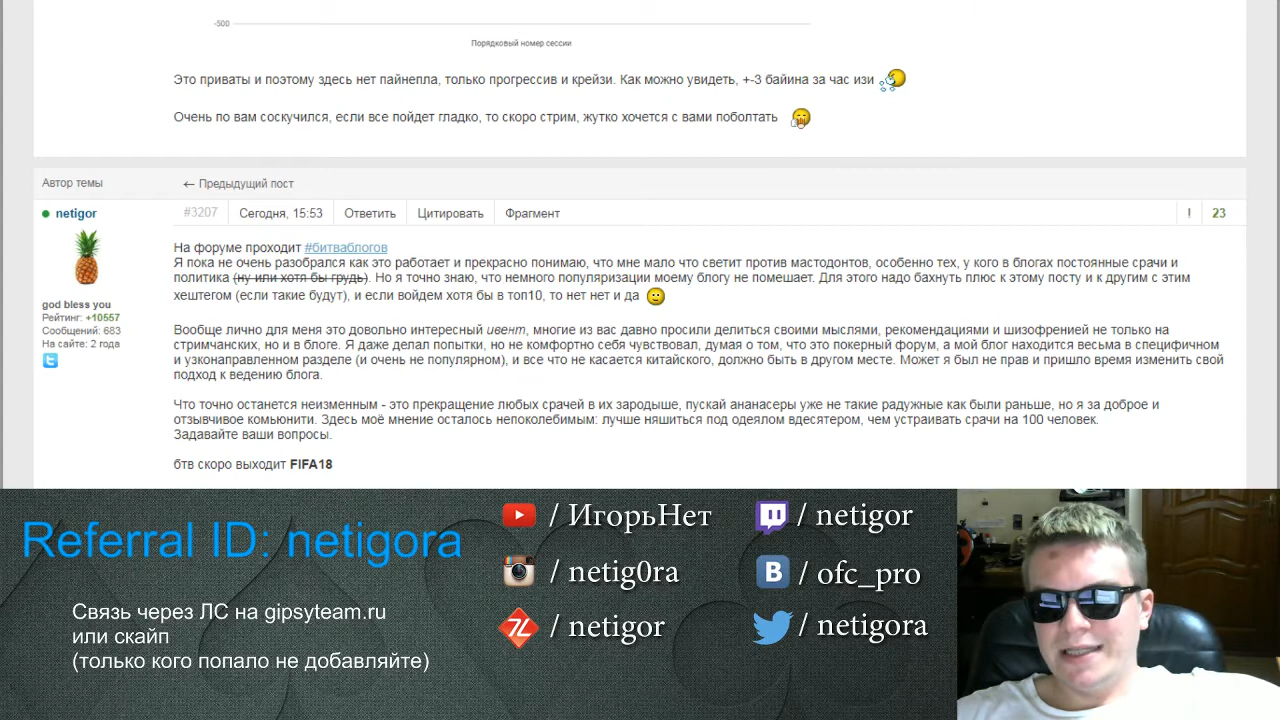 -500
Порядковый номер сессии
Это приваты и поэтому здесь нет пайнепла, только прогрессив и крейзи. Как можно увидеть, +-3 байина за час изи
Очень по вам соскучился, если все пойдет гладко, то скоро стрим, жутко хочется с вами поболтать
Автор темы
← Предыдущий пост
netigor
#3207
Сегодня, 15:53
Ответить
Цитировать
Фрагмент
!
23
На форуме проходит #битваблогов
Я пока не очень разобрался как это работает и прекрасно понимаю, что мне мало что светит против мастодонтов, особенно тех, у кого в блогах постоянные срачи и
политика (ну или хотя бы грудь). Но я точно знаю, что немного популяризации моему блогу не помешает. Для этого надо бахнуть плюс к этому посту и к другим с этим
хештегом (если такие будут), и если войдем хотя бы в топ10, то нет нет и да
god bless you
Рейтинг: +10557
Сообщений: 683
На сайте: 2 года
Вообще лично для меня это довольно интересный ивент, многие из вас давно просили делиться своими мыслями, рекомендациями и шизофренией не только на
стримчанских, но и в блоге. Я даже делал попытки, но не комфортно себя чувствовал, думая о том, что это покерный форум, а мой блог находится весьма в специфичном
и узконаправленном разделе (и очень не популярном), и все что не касается китайского, должно быть в другом месте. Может я был не прав и пришло время изменить свой
подход к ведению блога.
Что точно останется неизменным - это прекращение любых срачей в их зародыше, пускай ананасеры уже не такие радужные как были раньше, но я за доброе и
отзывчивое комьюнити. Здесь моё мнение осталось непоколебимым: лучше няшиться под одеялом вдесятером, чем устраивать срачи на 100 человек.
Задавайте ваши вопросы.
бтв скоро выходит FIFA18
Referral ID: netigora
Связь через ЛС на gipsyteam.ru
или скайп
(только кого попало не добавляйте)
/ ИгорьНет
/ netigor
/ netig0ra
/ ofc_pro
/ netigor
/ netigora